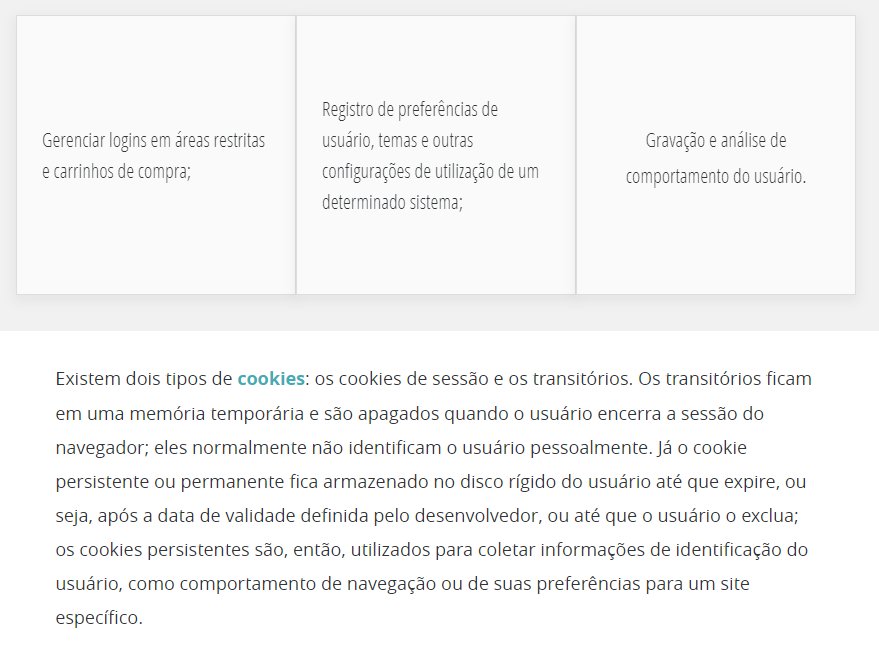 Gerenciar logins em áreas restritas
e carrinhos de compra;
Registro de preferências de
usuário, temas e outras
configurações de utilização de um
determinado sistema;
Gravação e análise de
comportamento do usuário.
Existem dois tipos de cookies: os cookies de sessão e os transitórios. Os transitórios ficam
em uma memória temporária e são apagados quando o usuário encerra a sessão do
navegador; eles normalmente não identificam o usuário pessoalmente. Já o cookie
persistente ou permanente fica armazenado no disco rígido do usuário até que expire, ou
seja, após a data de validade definida pelo desenvolvedor, ou até que o usuário o exclua;
os cookies persistentes são, então, utilizados para coletar informações de identificação do
usuário, como comportamento de navegação ou de suas preferências para um site
específico.